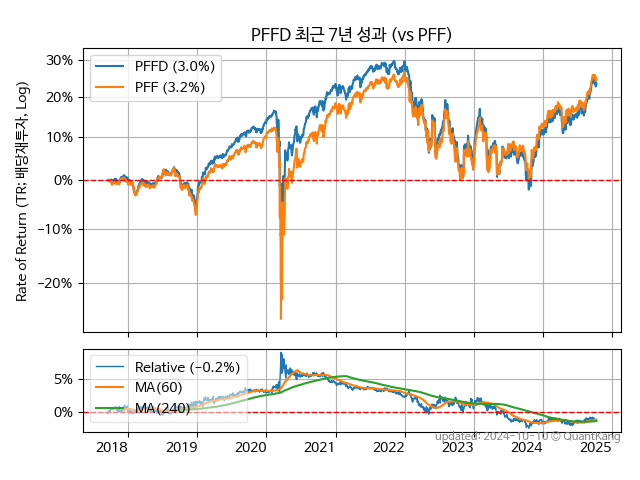 PFFD 최근 7년 성과 (vs PFF)
Rate of Return (TR: 배당재투자, Log)
30%
20%
10%
0%
−10%
−20%
PFFD (3.0%)
PFF (3.2%)
5%
0%
Relative (−0.2%)
MA(60)
MA(240)
2018 2019 2020 2021 2022 2023 2024 2025
updated: 2024-10-10 © QuantKang